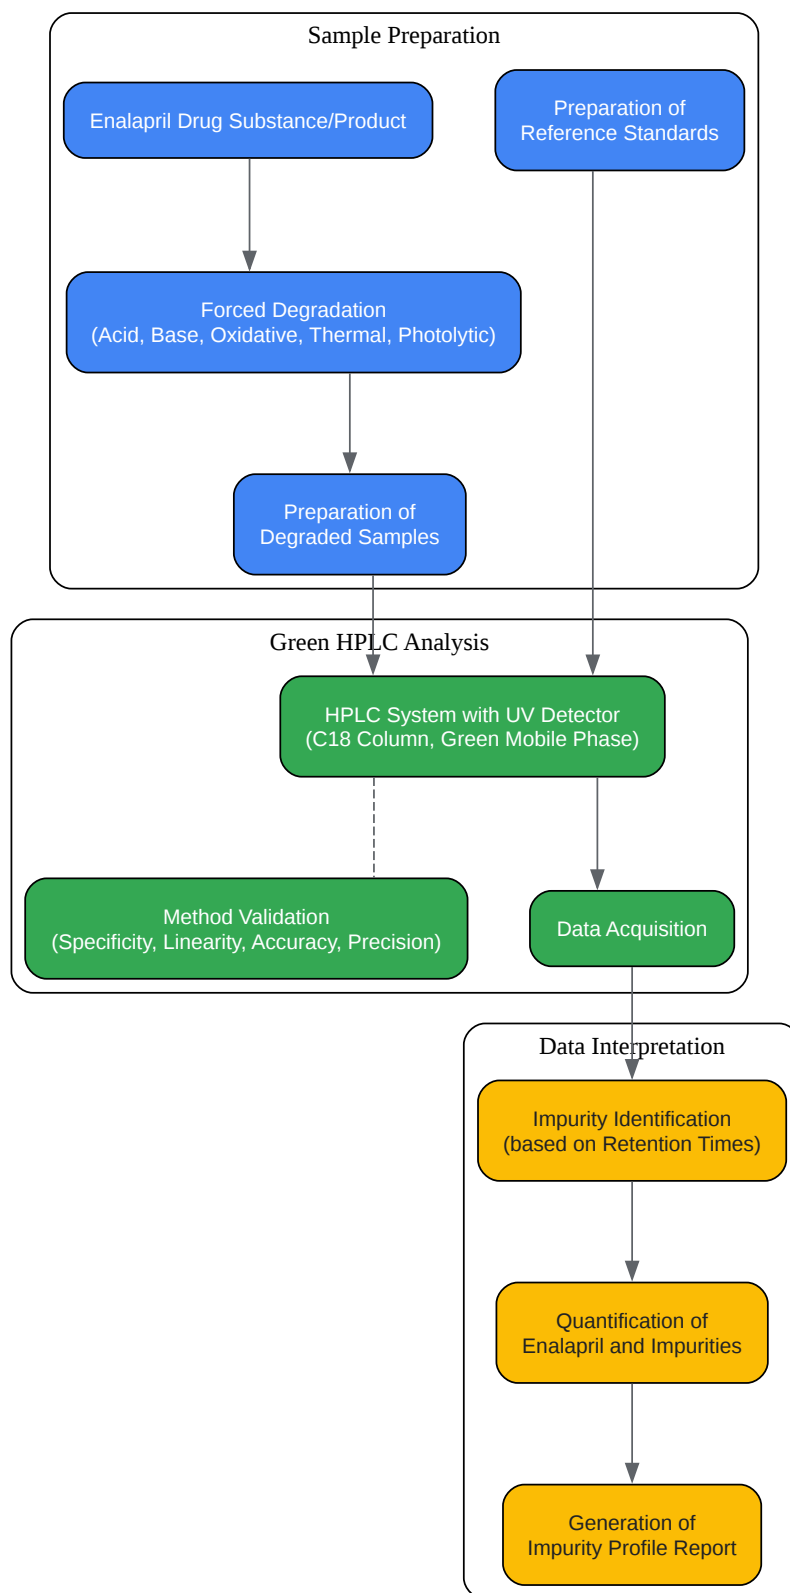 Sample Preparation
Enalapril Drug Substance/Product
Preparation of
Reference Standards
Forced Degradation
(Acid, Base, Oxidative, Thermal, Photolytic)
Preparation of
Degraded Samples
Green HPLC Analysis
HPLC System with UV Detector
(C18 Column, Green Mobile Phase)
Method Validation
(Specificity, Linearity, Accuracy, Precision)
Data Acquisition
Data Interpretation
Impurity Identification
(based on Retention Times)
Quantification of
Enalapril and Impurities
Generation of
Impurity Profile Report